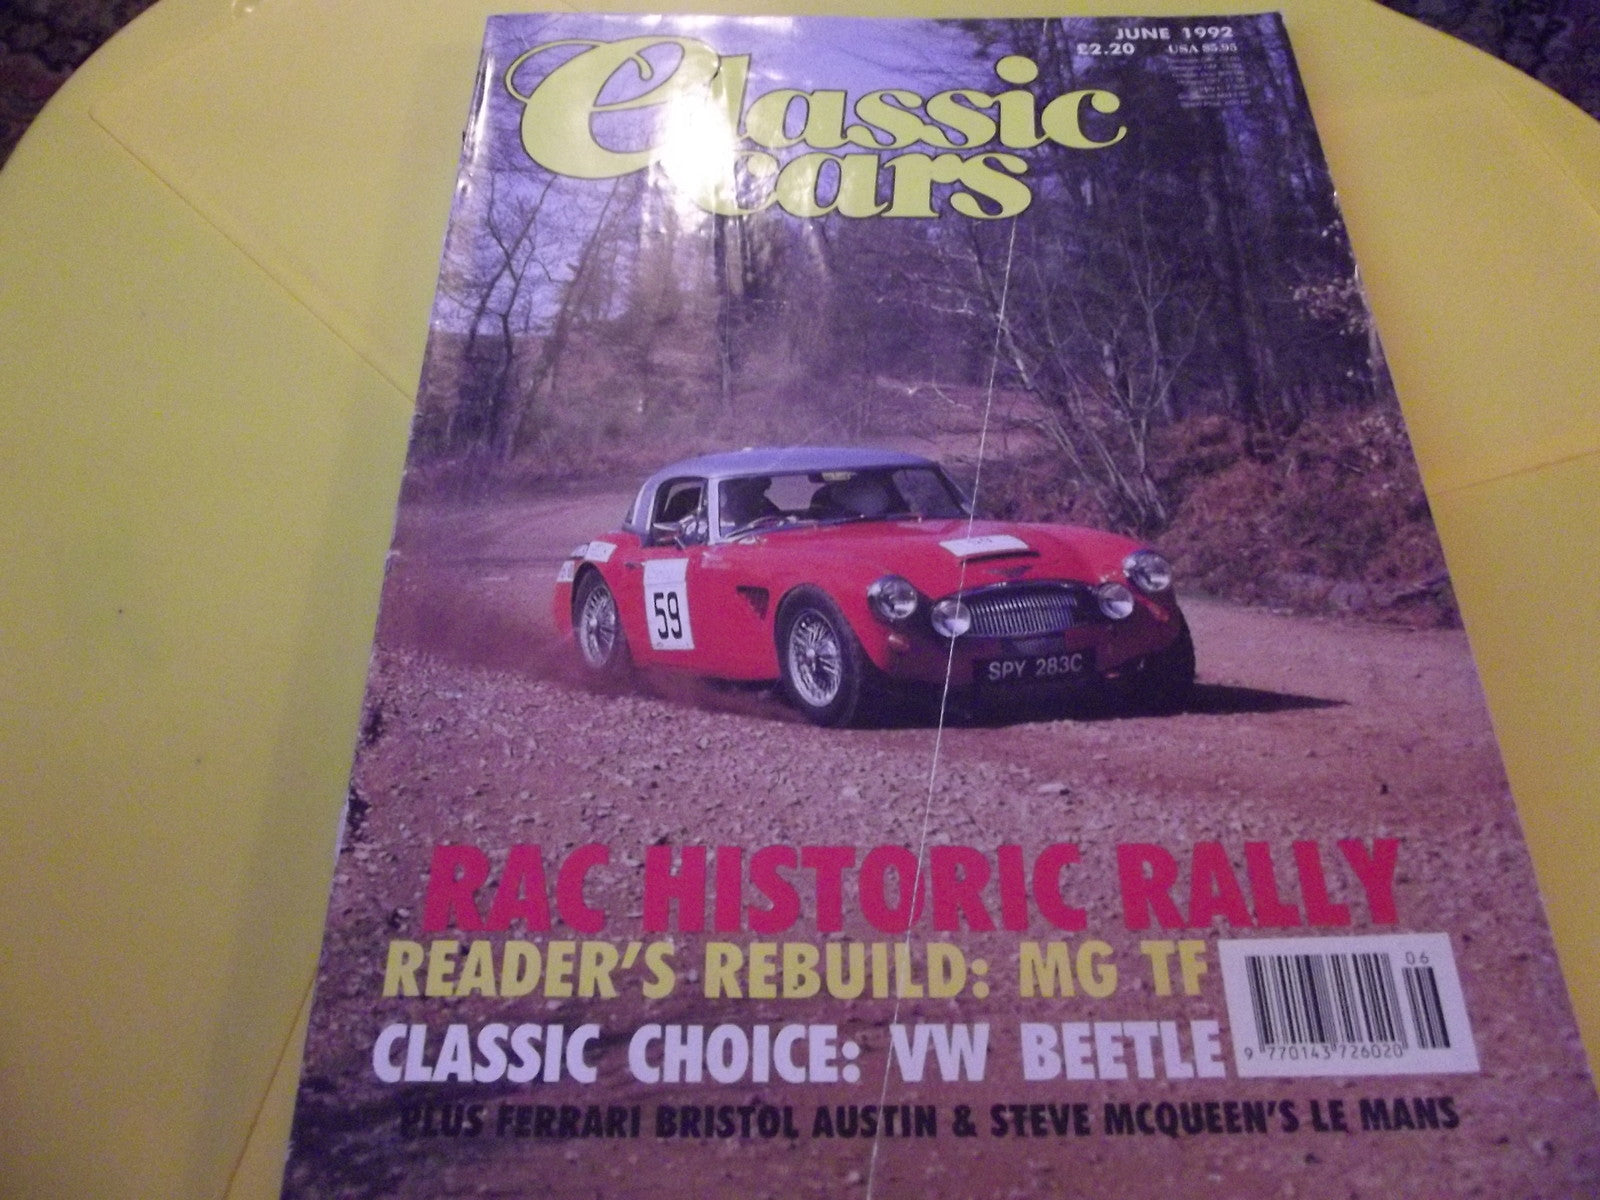 JUNE 1992
£2.20 USA $5.95
Classic
cars
59
SPY 283C
RAC HISTORIC RALLY
READER'S REBUILD: MG TF
CLASSIC CHOICE: VW BEETLE
PLUS FERRARI BRISTOL AUSTIN & STEVE MCQUEEN'S LE MANS
06
9 770143 726020